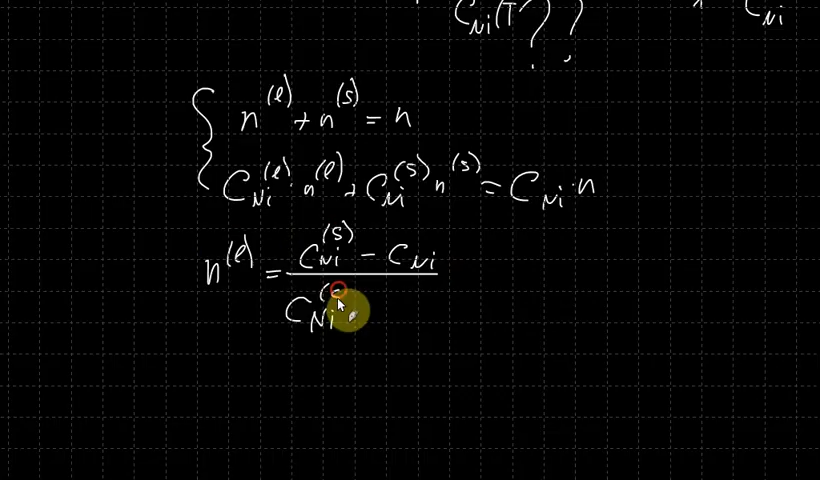 C_Ni(T ? ? C_Ni
n^(l) + n^(s) = n
C_Ni^(l) · n^(l) + C_Ni^(s) n^(s) = C_Ni · n
n^(l) = C_Ni^(s) - C_Ni
C_Ni^(